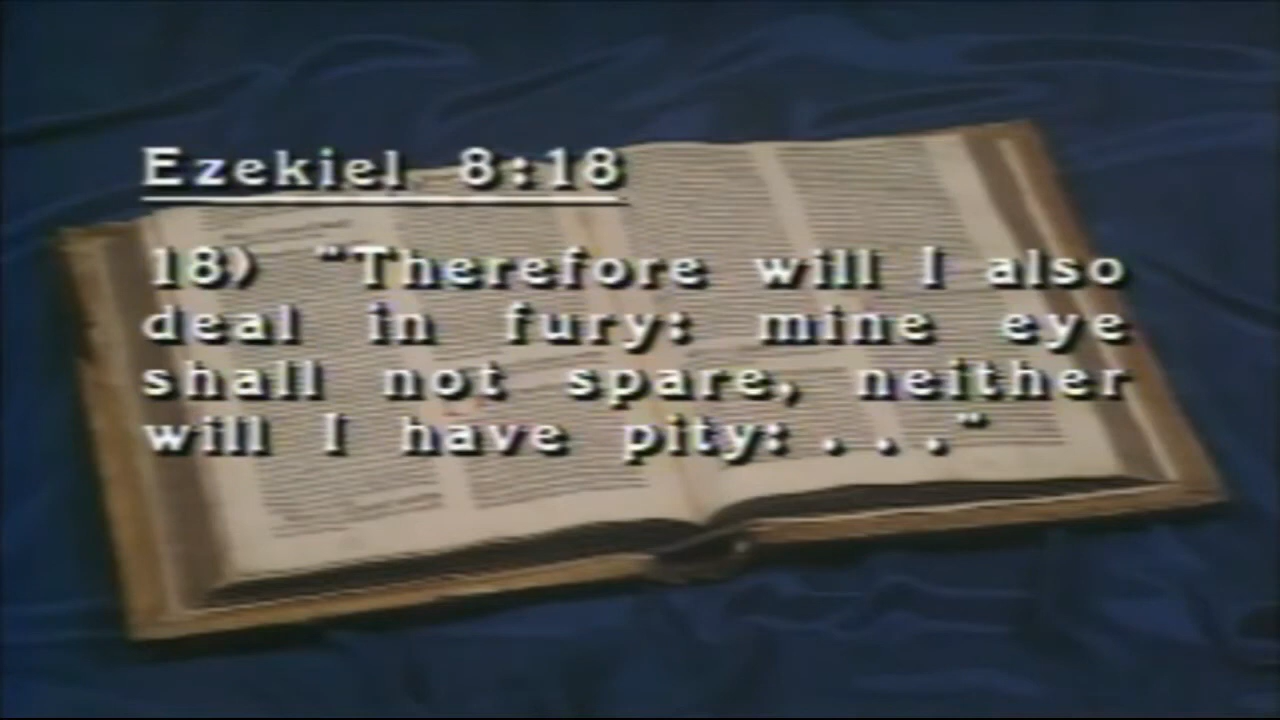 Ezekiel 8:18
18) "Therefore will I also
deal in fury: mine eye
shall not spare, neither
will I have pity: . . ."